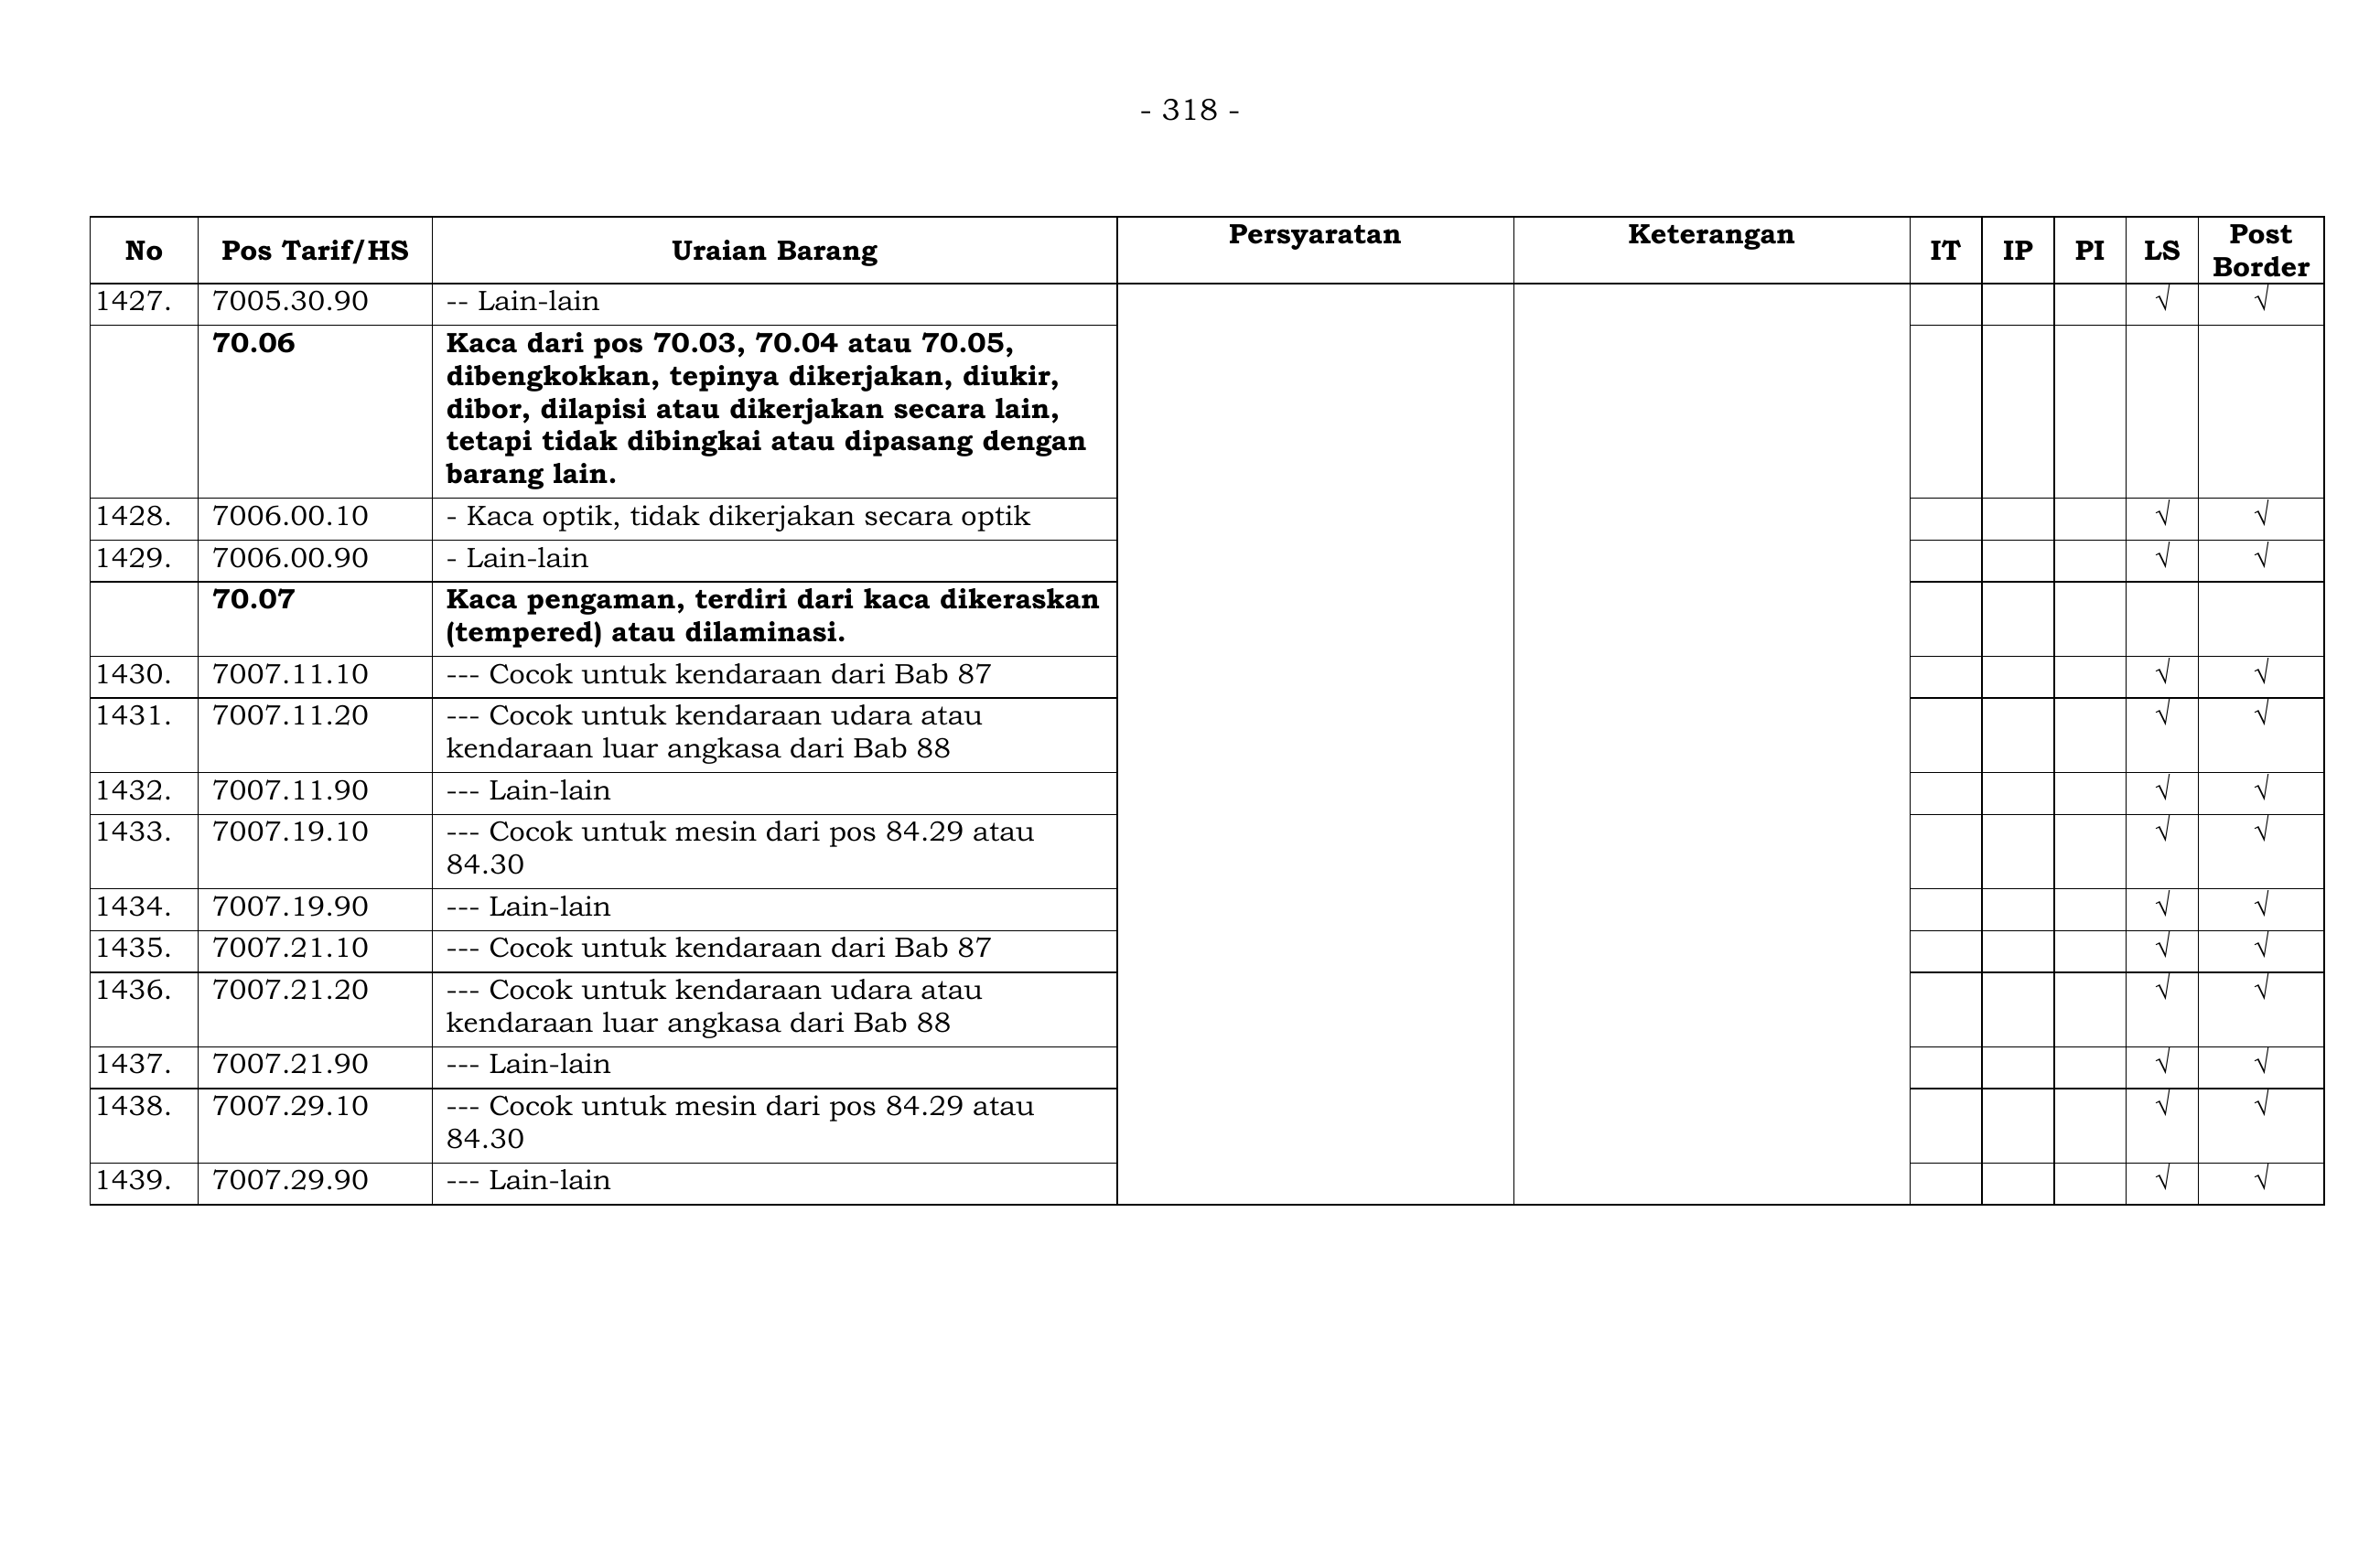 - 318 -
No Pos Tarif/HS Uraian Barang Persyaratan Keterangan IT IP PI LS Post
Border
1427. 7005.30.90 -- Lain-lain √ √
70.06 Kaca dari pos 70.03, 70.04 atau 70.05,
dibengkokkan, tepinya dikerjakan, diukir,
dibor, dilapisi atau dikerjakan secara lain,
tetapi tidak dibingkai atau dipasang dengan
barang lain.
1428. 7006.00.10 - Kaca optik, tidak dikerjakan secara optik √ √
1429. 7006.00.90 - Lain-lain √ √
70.07 Kaca pengaman, terdiri dari kaca dikeraskan
(tempered) atau dilaminasi.
1430. 7007.11.10 --- Cocok untuk kendaraan dari Bab 87 √ √
1431. 7007.11.20 --- Cocok untuk kendaraan udara atau √ √
kendaraan luar angkasa dari Bab 88
1432. 7007.11.90 --- Lain-lain √ √
1433. 7007.19.10 --- Cocok untuk mesin dari pos 84.29 atau √ √
84.30
1434. 7007.19.90 --- Lain-lain √ √
1435. 7007.21.10 --- Cocok untuk kendaraan dari Bab 87 √ √
1436. 7007.21.20 --- Cocok untuk kendaraan udara atau √ √
kendaraan luar angkasa dari Bab 88
1437. 7007.21.90 --- Lain-lain √ √
1438. 7007.29.10 --- Cocok untuk mesin dari pos 84.29 atau √ √
84.30
1439. 7007.29.90 --- Lain-lain √ √